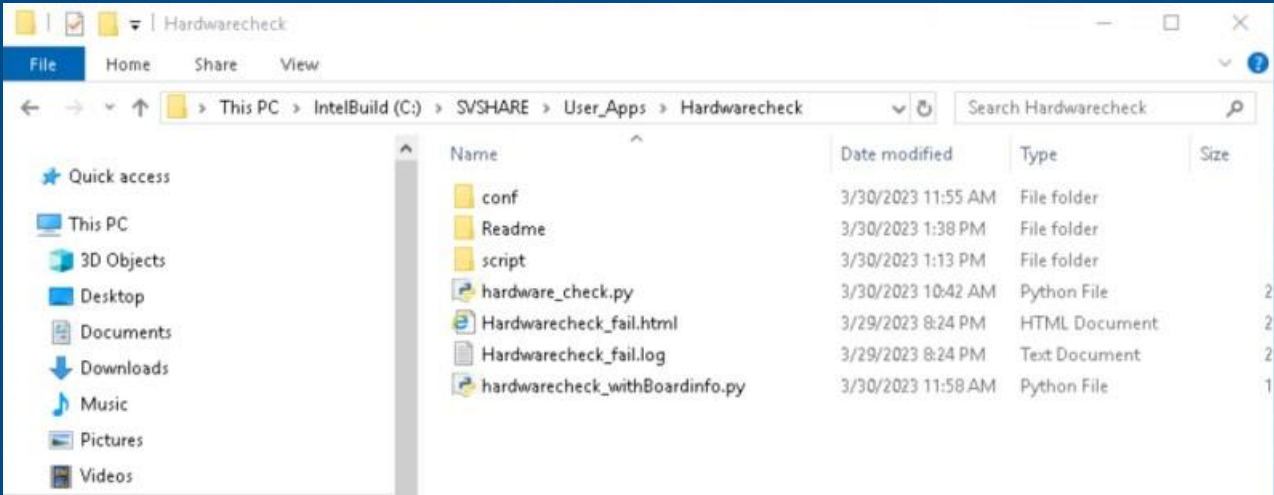 Hardwarecheck
File Home Share View
This PC > IntelBuild (C:) > SVSHARE > User_Apps > Hardwarecheck Search Hardwarecheck
Name Date modified Type Size
Quick access
This PC
3D Objects
Desktop
Documents
Downloads
Music
Pictures
Videos
conf 3/30/2023 11:55 AM File folder
Readme 3/30/2023 1:38 PM File folder
script 3/30/2023 1:13 PM File folder
hardware_check.py 3/30/2023 10:42 AM Python File 2
Hardwarecheck_fail.html 3/29/2023 8:24 PM HTML Document 2
Hardwarecheck_fail.log 3/29/2023 8:24 PM Text Document 2
hardwarecheck_withBoardinfo.py 3/30/2023 11:58 AM Python File 1